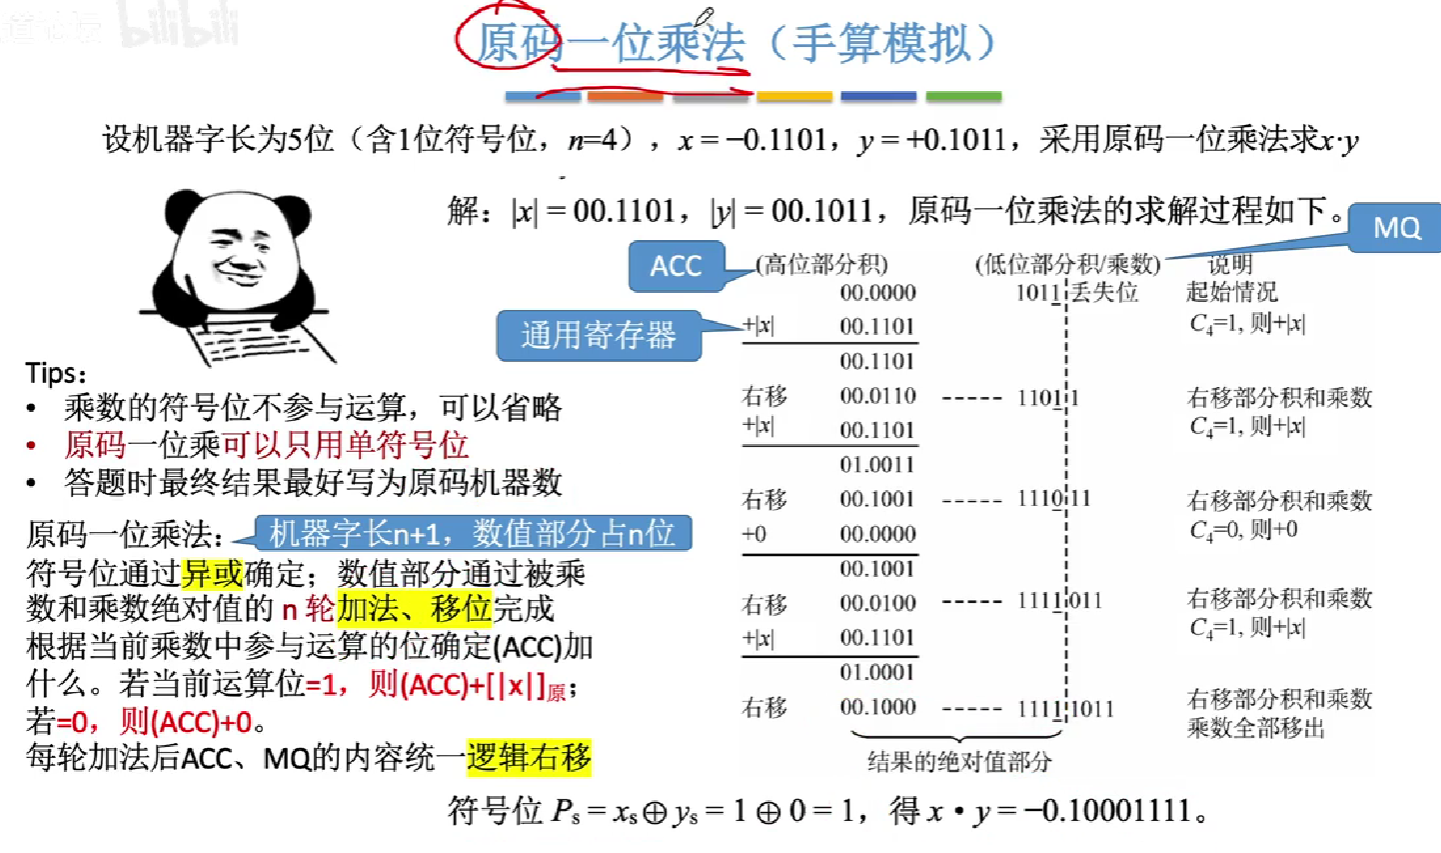 bilibili
原码一位乘法（手算模拟）
设机器字长为5位（含1位符号位，n=4），x = −0.1101，y = +0.1011，采用原码一位乘法求x·y
解：|x| = 00.1101，|y| = 00.1011，原码一位乘法的求解过程如下。
MQ
ACC
(高位部分积) (低位部分积/乘数) 说明
00.0000 1011 丢失位 起始情况
通用寄存器
+|x| 00.1101 C₄=1, 则+|x|
00.1101
右移 00.0110 ----- 1101 1 右移部分积和乘数
+|x| 00.1101 C₄=1, 则+|x|
01.0011
右移 00.1001 ----- 1110 11 右移部分积和乘数
+0 00.0000 C₄=0, 则+0
00.1001
右移 00.0100 ----- 1111 011 右移部分积和乘数
+|x| 00.1101 C₄=1, 则+|x|
01.0001
右移 00.1000 ----- 1111 1011 右移部分积和乘数
乘数全部移出
结果的绝对值部分
Tips：
• 乘数的符号位不参与运算，可以省略
• 原码一位乘可以只用单符号位
• 答题时最终结果最好写为原码机器数
原码一位乘法：
机器字长n+1，数值部分占n位
符号位通过异或确定；数值部分通过被乘
数和乘数绝对值的 n 轮加法、移位完成
根据当前乘数中参与运算的位确定(ACC)加
什么。若当前运算位=1，则(ACC)+[|x|]原；
若=0，则(ACC)+0。
每轮加法后ACC、MQ的内容统一逻辑右移
符号位 Pₛ = xₛ⊕yₛ = 1 ⊕ 0 = 1，得 x • y = −0.10001111。